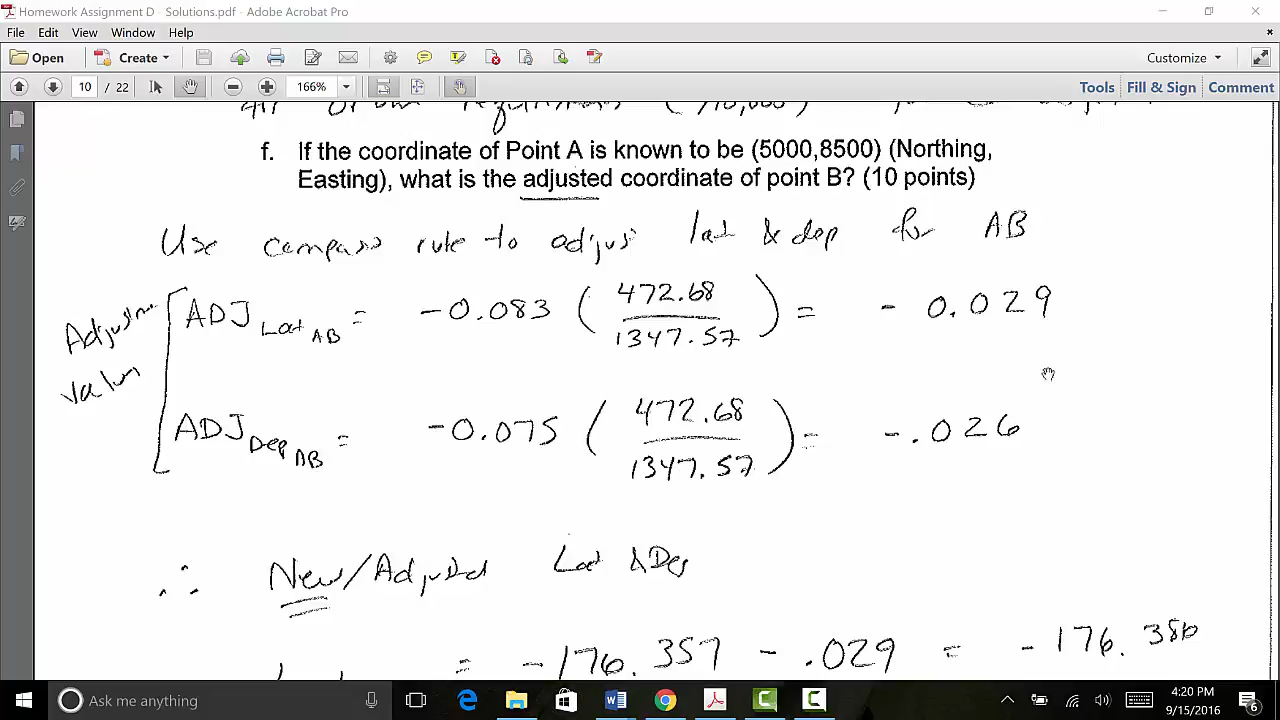 Homework Assignment D - Solutions.pdf - Adobe Acrobat Pro
File Edit View Window Help
Open Create Customize
10 / 22 166% Tools Fill & Sign Comment
f. If the coordinate of Point A is known to be (5000,8500) (Northing,
Easting), what is the adjusted coordinate of point B? (10 points)
Use compass rule to adjust lat & dep for AB
Adjustment Values
ADJ Lat AB = -0.083 ( 472.68 / 1347.57 ) = - 0.029
ADJ Dep AB = -0.075 ( 472.68 / 1347.57 ) = -.026
∴ New/Adjusted Lat & Dep
= -176.357 - .029 = -176.386
Ask me anything
4:20 PM
9/15/2016
6